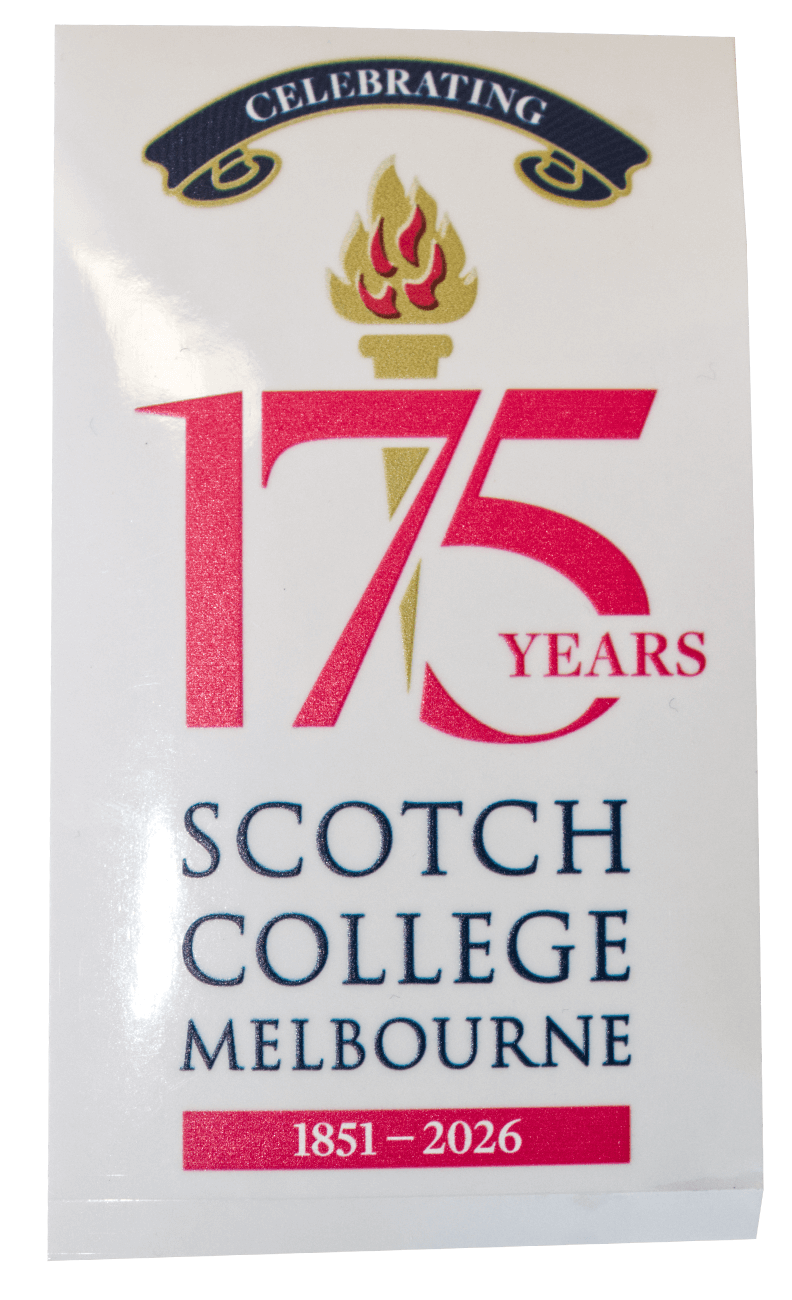 CELEBRATING
175
YEARS
SCOTCH
COLLEGE
MELBOURNE
1851 – 2026